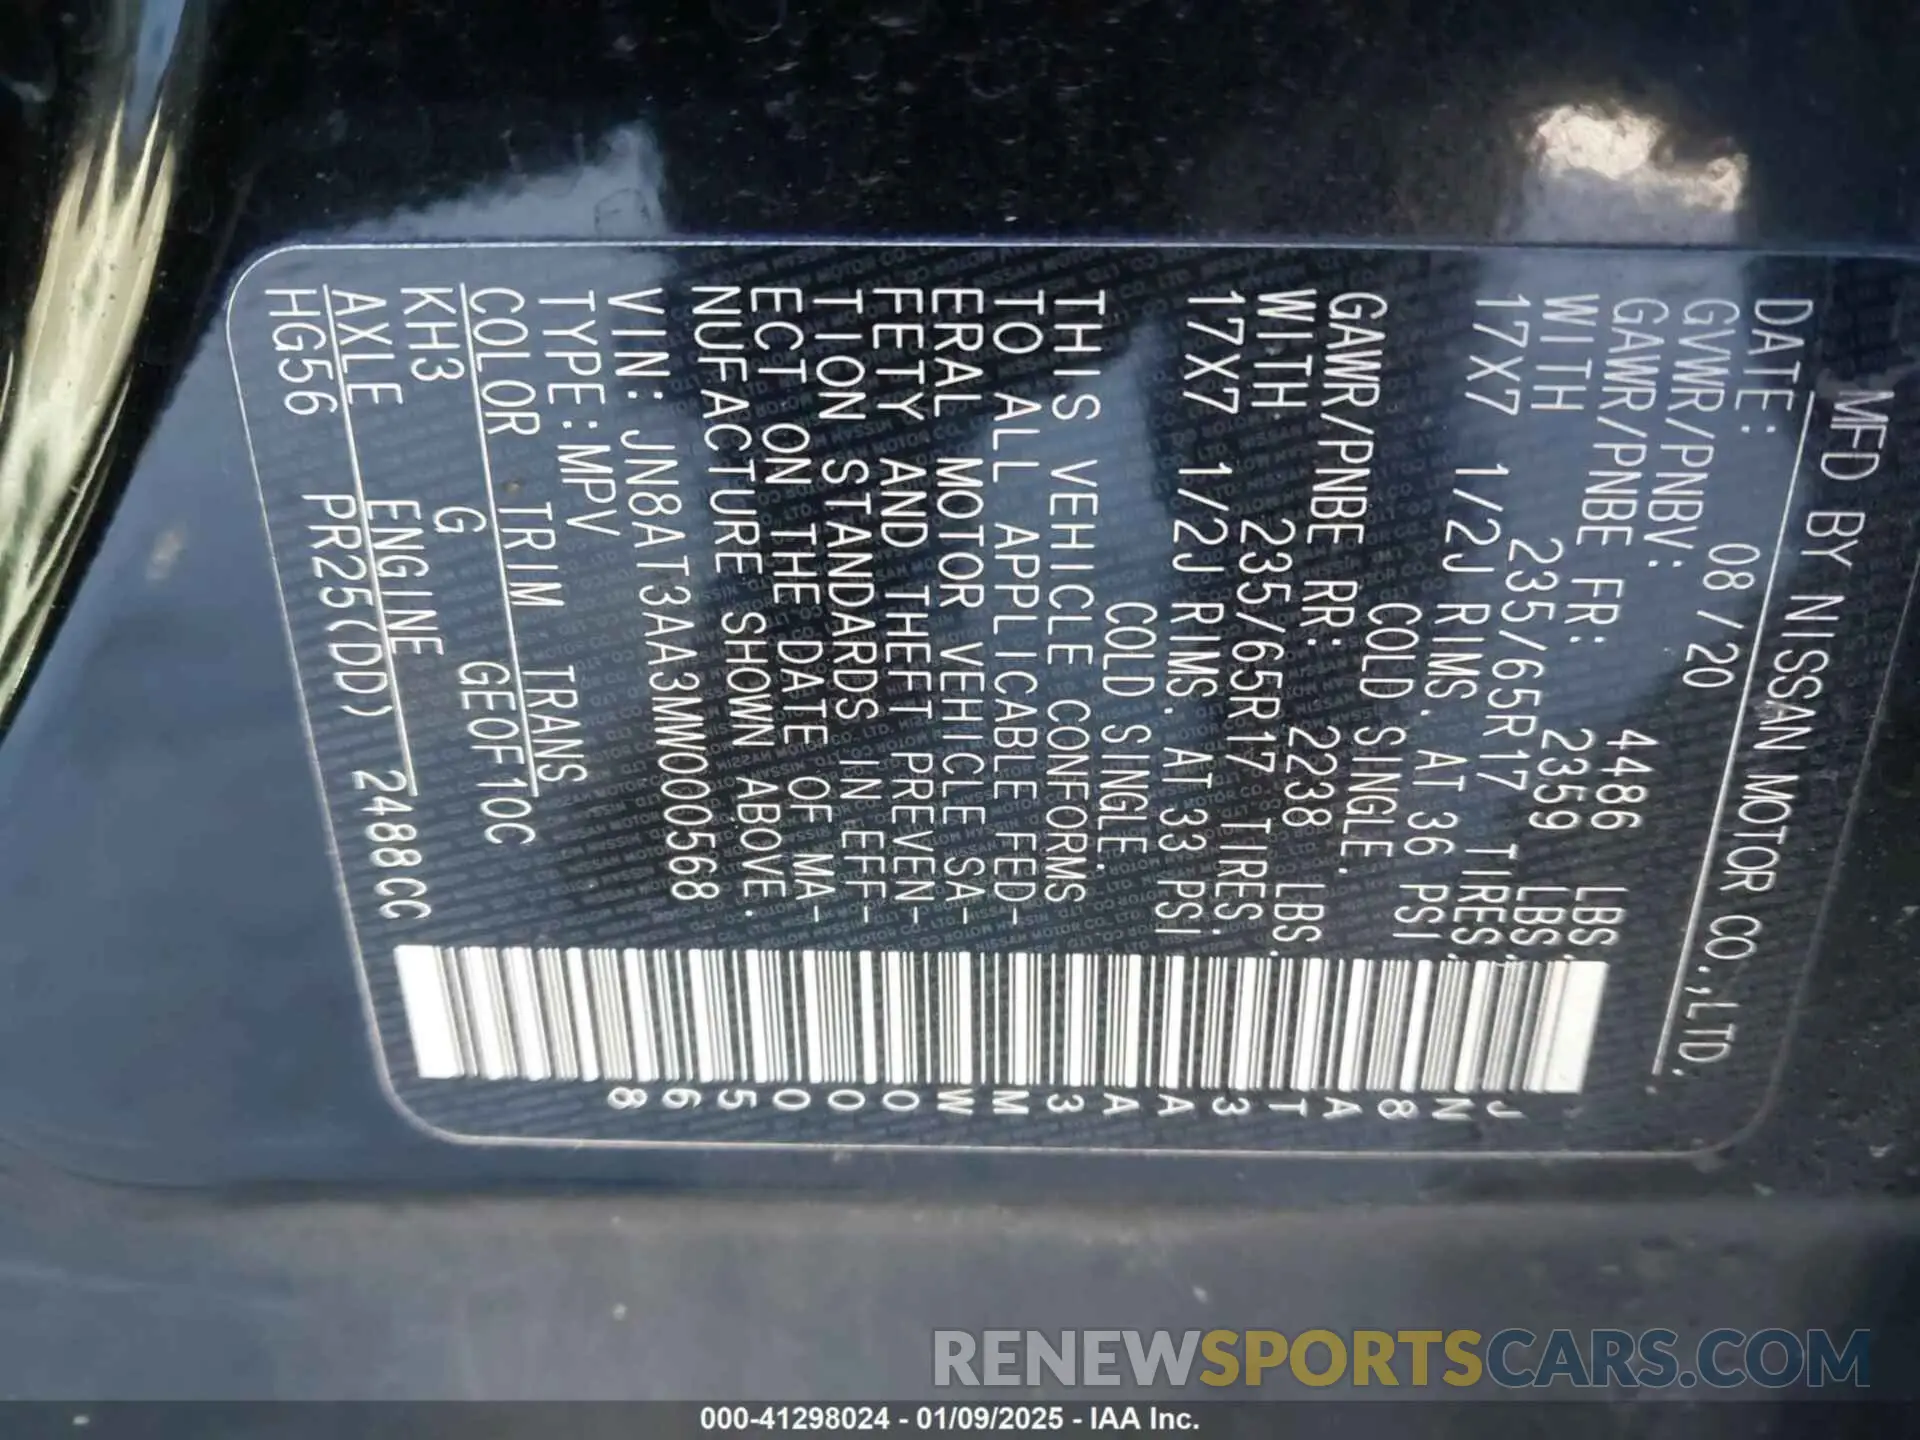 MFD BY NISSAN MOTOR CO.,LTD.
DATE: 08/20
GVWR/PNBV: 4486 LBS.
GAWR/PNBE FR: 2359 LBS.
WITH 235/65R17 TIRES,
17X7 1/2J RIMS. AT 36 PSI
COLD SINGLE.
GAWR/PNBE RR: 2238 LBS.
WITH 235/65R17 TIRES.
17X7 1/2J RIMS. AT 33 PSI.
COLD SINGLE.
THIS VEHICLE CONFORMS
TO ALL APPLICABLE FED-
ERAL MOTOR VEHICLE SA-
FETY AND THEFT PREVEN-
TION STANDARDS IN EFF-
ECT ON THE DATE OF MA-
NUFACTURE SHOWN ABOVE.
VIN: JN8AT3AA3MW000568
TYPE:MPV
COLOR TRIM TRANS
KH3 G GE0F10C
AXLE ENGINE
HG56 PR25(DD) 2488CC
JN8AT3AA3MW000568
RENEWSPORTSCARS.COM
000-41298024 - 01/09/2025 - IAA Inc.